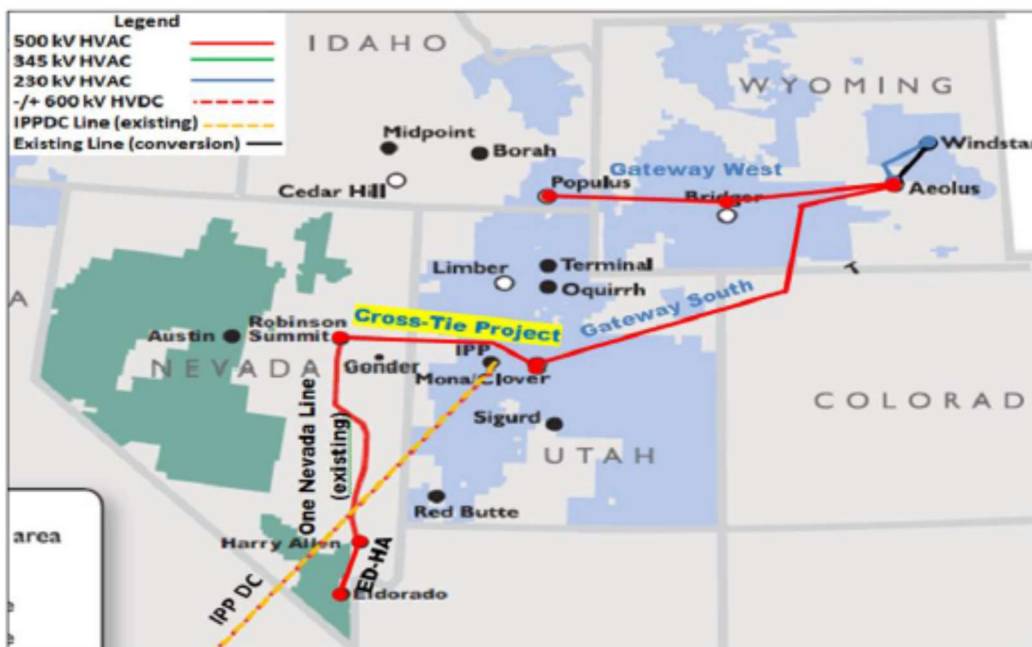 Legend
500 kV HVAC
345 kV HVAC
230 kV HVAC
-/+ 600 kV HVDC
IPPDC Line (existing)
Existing Line (conversion)
IDAHO
WYOMING
Midpoint
Borah
Windstar
Cedar Hill
Gateway West
Populus
Bridger
Aeolus
Limber
Terminal
Oquirrh
Gateway South
A
Austin
Robinson
Summit
Cross-Tie Project
NEVADA
Gonder
IPP
Mona/Clover
COLORAD
Sigurd
UTAH
One Nevada Line
(existing)
Red Butte
area
Harry Allen
ED-HA
IPP DC
Eldorado